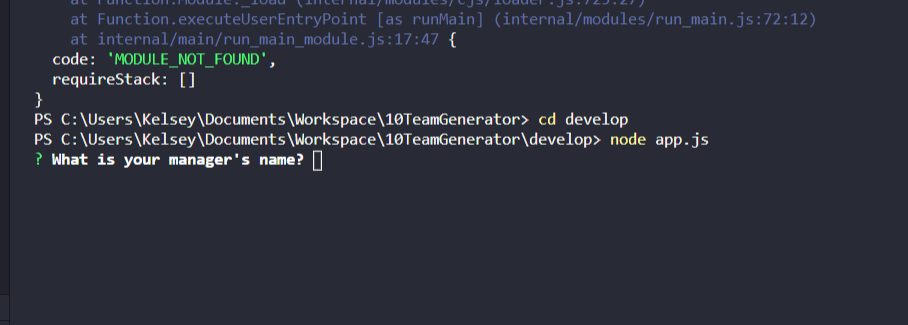 at Function.Module._load (internal/modules/cjs/loader.js:725:27)
at Function.executeUserEntryPoint [as runMain] (internal/modules/run_main.js:72:12)
at internal/main/run_main_module.js:17:47 {
code: 'MODULE_NOT_FOUND',
requireStack: []
}
PS C:\Users\Kelsey\Documents\Workspace\10TeamGenerator> cd develop
PS C:\Users\Kelsey\Documents\Workspace\10TeamGenerator\develop> node app.js
? What is your manager's name?